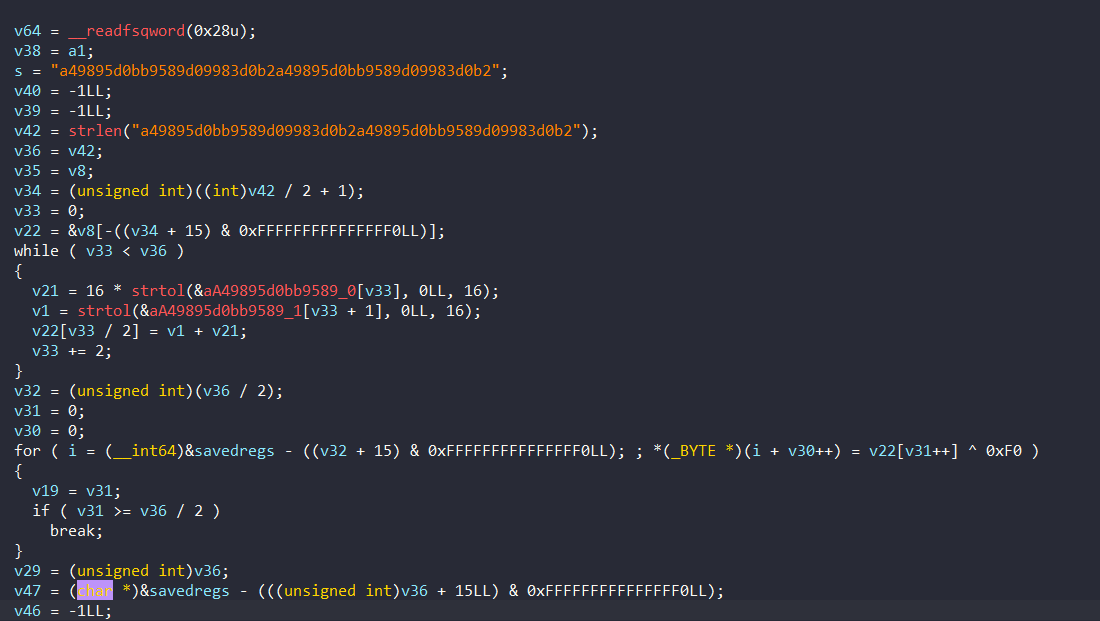 v64 = __readfsqword(0x28u);
v38 = a1;
s = "a49895d0bb9589d09983d0b2a49895d0bb9589d09983d0b2";
v40 = -1LL;
v39 = -1LL;
v42 = strlen("a49895d0bb9589d09983d0b2a49895d0bb9589d09983d0b2");
v36 = v42;
v35 = v8;
v34 = (unsigned int)((int)v42 / 2 + 1);
v33 = 0;
v22 = &v8[-((v34 + 15) & 0xFFFFFFFFFFFFFFF0LL)];
while ( v33 < v36 )
{
v21 = 16 * strtol(&aA49895d0bb9589_0[v33], 0LL, 16);
v1 = strtol(&aA49895d0bb9589_1[v33 + 1], 0LL, 16);
v22[v33 / 2] = v1 + v21;
v33 += 2;
}
v32 = (unsigned int)(v36 / 2);
v31 = 0;
v30 = 0;
for ( i = (__int64)&savedregs - ((v32 + 15) & 0xFFFFFFFFFFFFFFF0LL); ; *(_BYTE *)(i + v30++) = v22[v31++] ^ 0xF0 )
{
v19 = v31;
if ( v31 >= v36 / 2 )
break;
}
v29 = (unsigned int)v36;
v47 = (char *)&savedregs - (((unsigned int)v36 + 15LL) & 0xFFFFFFFFFFFFFFF0LL);
v46 = -1LL;